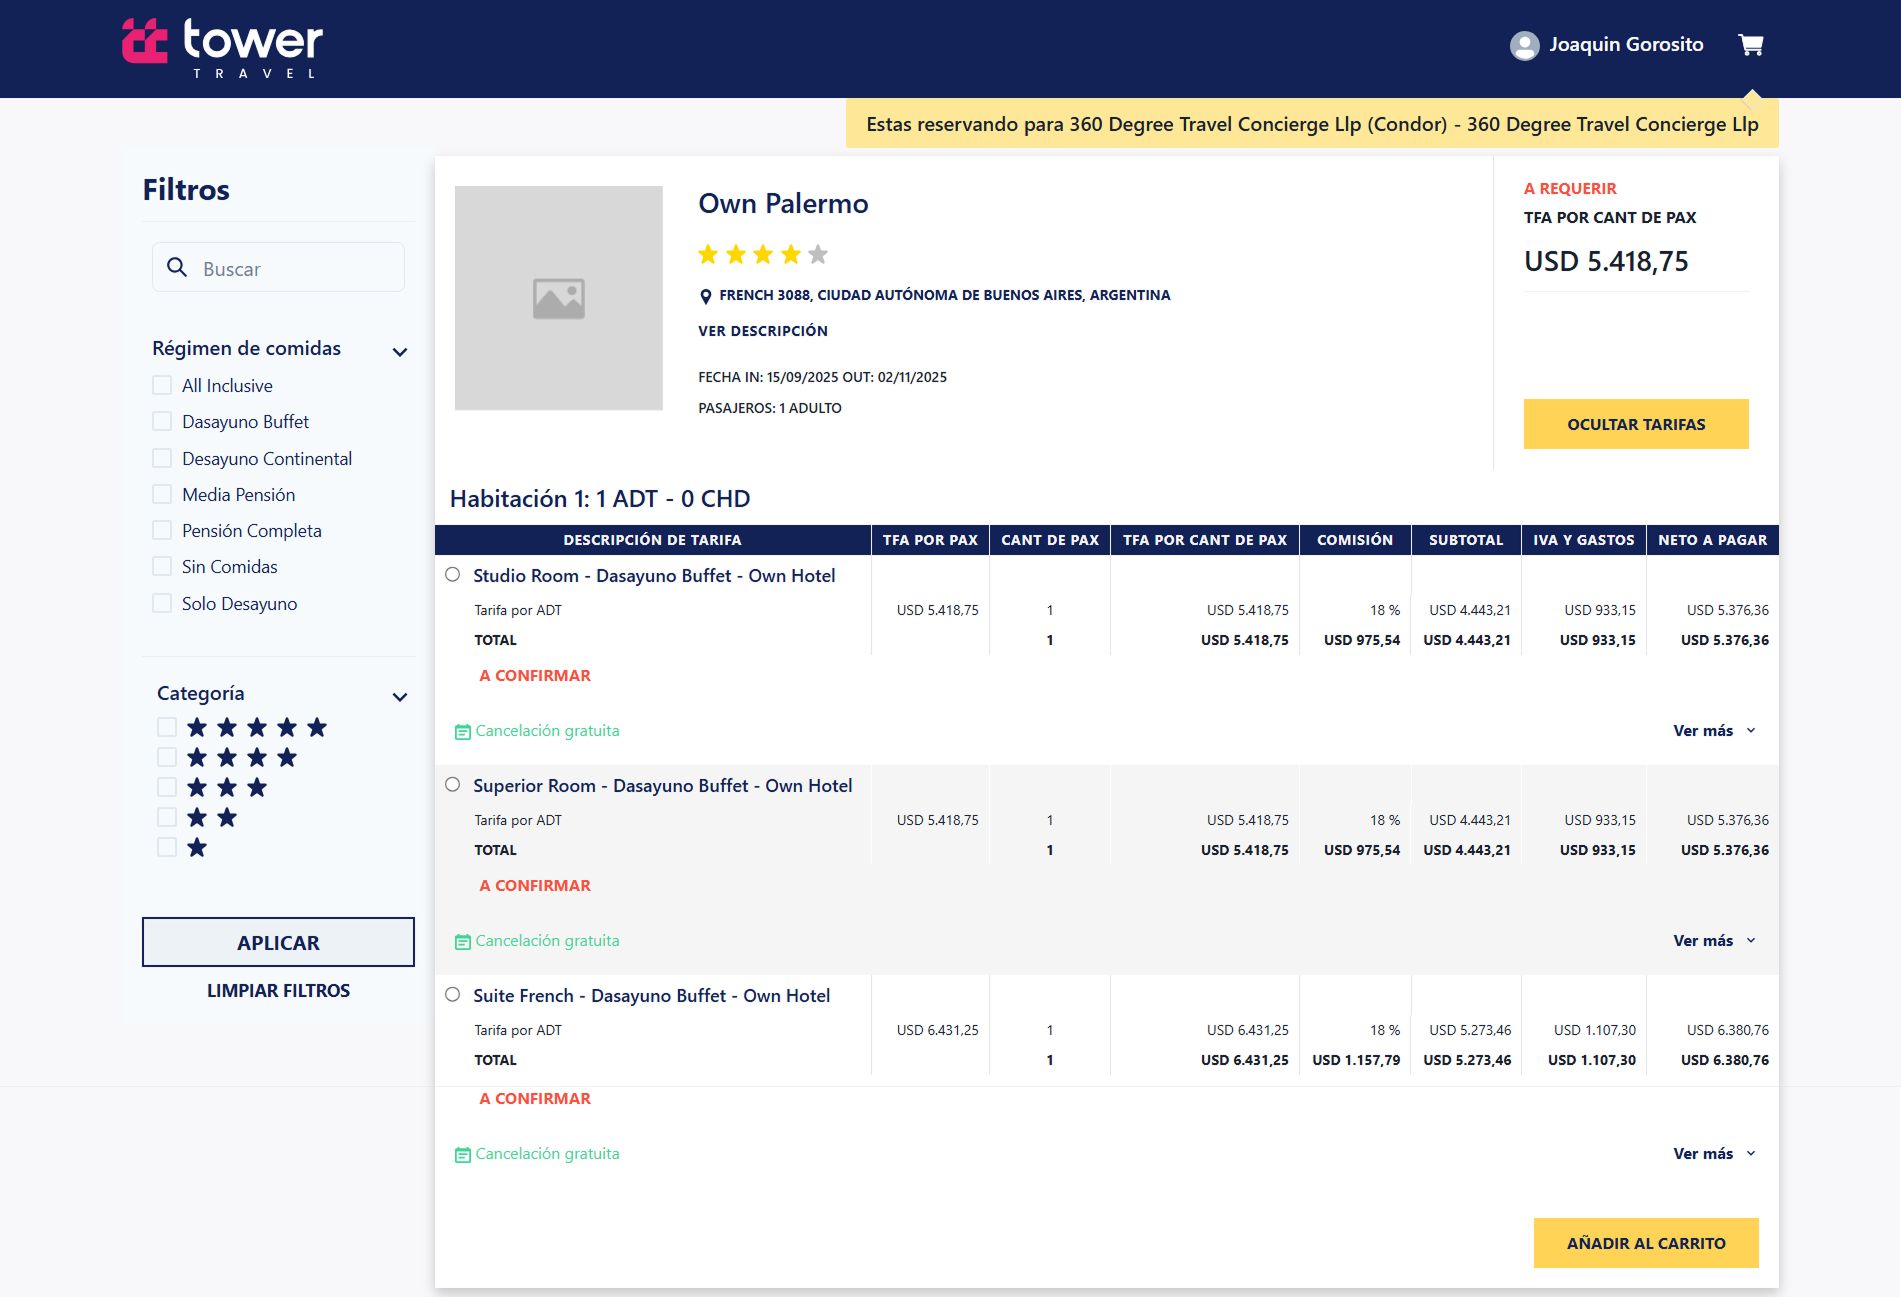 tower
TRAVEL
Joaquin Gorosito
Estas reservando para 360 Degree Travel Concierge Llp (Condor) - 360 Degree Travel Concierge Llp
Filtros
Buscar
Régimen de comidas
All Inclusive
Dasayuno Buffet
Desayuno Continental
Media Pensión
Pensión Completa
Sin Comidas
Solo Desayuno
Categoría
APLICAR
LIMPIAR FILTROS
Own Palermo
FRENCH 3088, CIUDAD AUTÓNOMA DE BUENOS AIRES, ARGENTINA
VER DESCRIPCIÓN
FECHA IN: 15/09/2025 OUT: 02/11/2025
PASAJEROS: 1 ADULTO
A REQUERIR
TFA POR CANT DE PAX
USD 5.418,75
OCULTAR TARIFAS
Habitación 1: 1 ADT - 0 CHD
DESCRIPCIÓN DE TARIFA TFA POR PAX CANT DE PAX TFA POR CANT DE PAX COMISIÓN SUBTOTAL IVA Y GASTOS NETO A PAGAR
Studio Room - Dasayuno Buffet - Own Hotel
Tarifa por ADT USD 5.418,75 1 USD 5.418,75 18 % USD 4.443,21 USD 933,15 USD 5.376,36
TOTAL 1 USD 5.418,75 USD 975,54 USD 4.443,21 USD 933,15 USD 5.376,36
A CONFIRMAR
Cancelación gratuita Ver más
Superior Room - Dasayuno Buffet - Own Hotel
Tarifa por ADT USD 5.418,75 1 USD 5.418,75 18 % USD 4.443,21 USD 933,15 USD 5.376,36
TOTAL 1 USD 5.418,75 USD 975,54 USD 4.443,21 USD 933,15 USD 5.376,36
A CONFIRMAR
Cancelación gratuita Ver más
Suite French - Dasayuno Buffet - Own Hotel
Tarifa por ADT USD 6.431,25 1 USD 6.431,25 18 % USD 5.273,46 USD 1.107,30 USD 6.380,76
TOTAL 1 USD 6.431,25 USD 1.157,79 USD 5.273,46 USD 1.107,30 USD 6.380,76
A CONFIRMAR
Cancelación gratuita Ver más
AÑADIR AL CARRITO